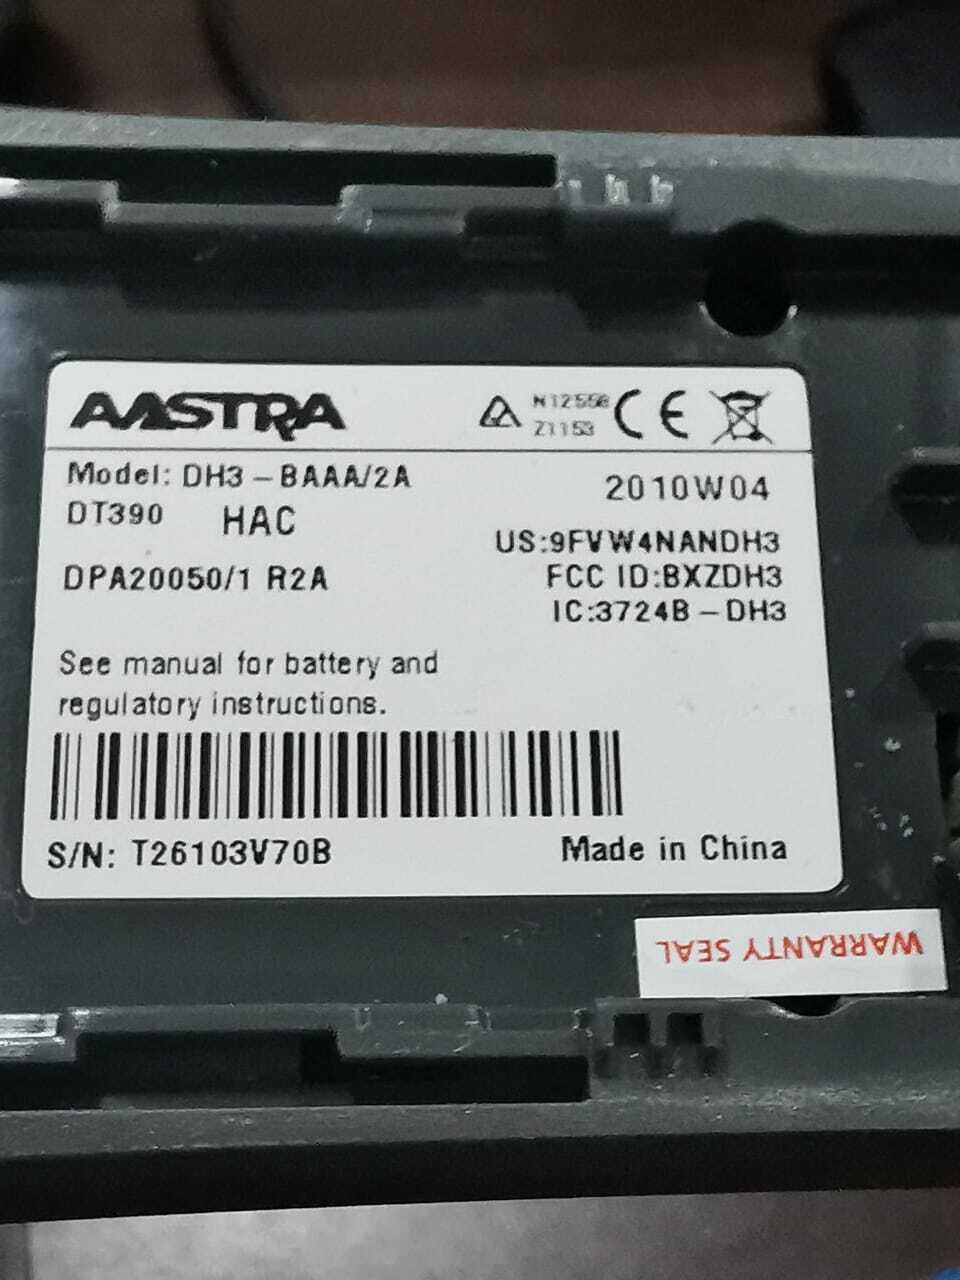 AASTRA
N12558
Z1153
CE
Model: DH3-BAAA/2A
2010W04
DT390 HAC
US:9FVW4NANDH3
DPA20050/1 R2A
FCC ID:BXZDH3
IC:3724B-DH3
See manual for battery and
regulatory instructions.
S/N: T26103V70B
Made in China
WARRANTY SEAL